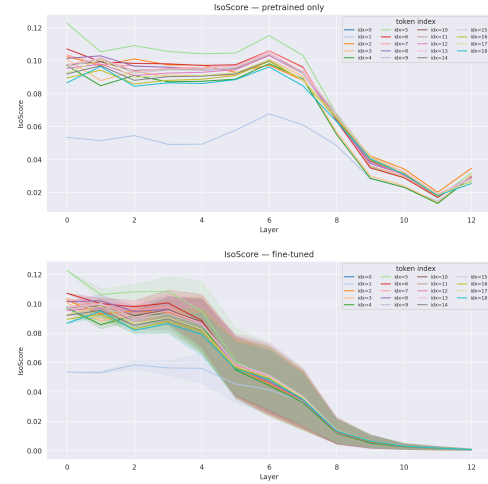 IsoScore — pretrained only
token index
idx=0 idx=5 idx=10 idx=15
idx=1 idx=6 idx=11 idx=16
idx=2 idx=7 idx=12 idx=17
idx=3 idx=8 idx=13 idx=18
idx=4 idx=9 idx=14
0.12
0.10
0.08
0.06
0.04
0.02
IsoScore
0 2 4 6 8 10 12
Layer
IsoScore — fine-tuned
token index
idx=0 idx=5 idx=10 idx=15
idx=1 idx=6 idx=11 idx=16
idx=2 idx=7 idx=12 idx=17
idx=3 idx=8 idx=13 idx=18
idx=4 idx=9 idx=14
0.12
0.10
0.08
0.06
0.04
0.02
0.00
IsoScore
0 2 4 6 8 10 12
Layer